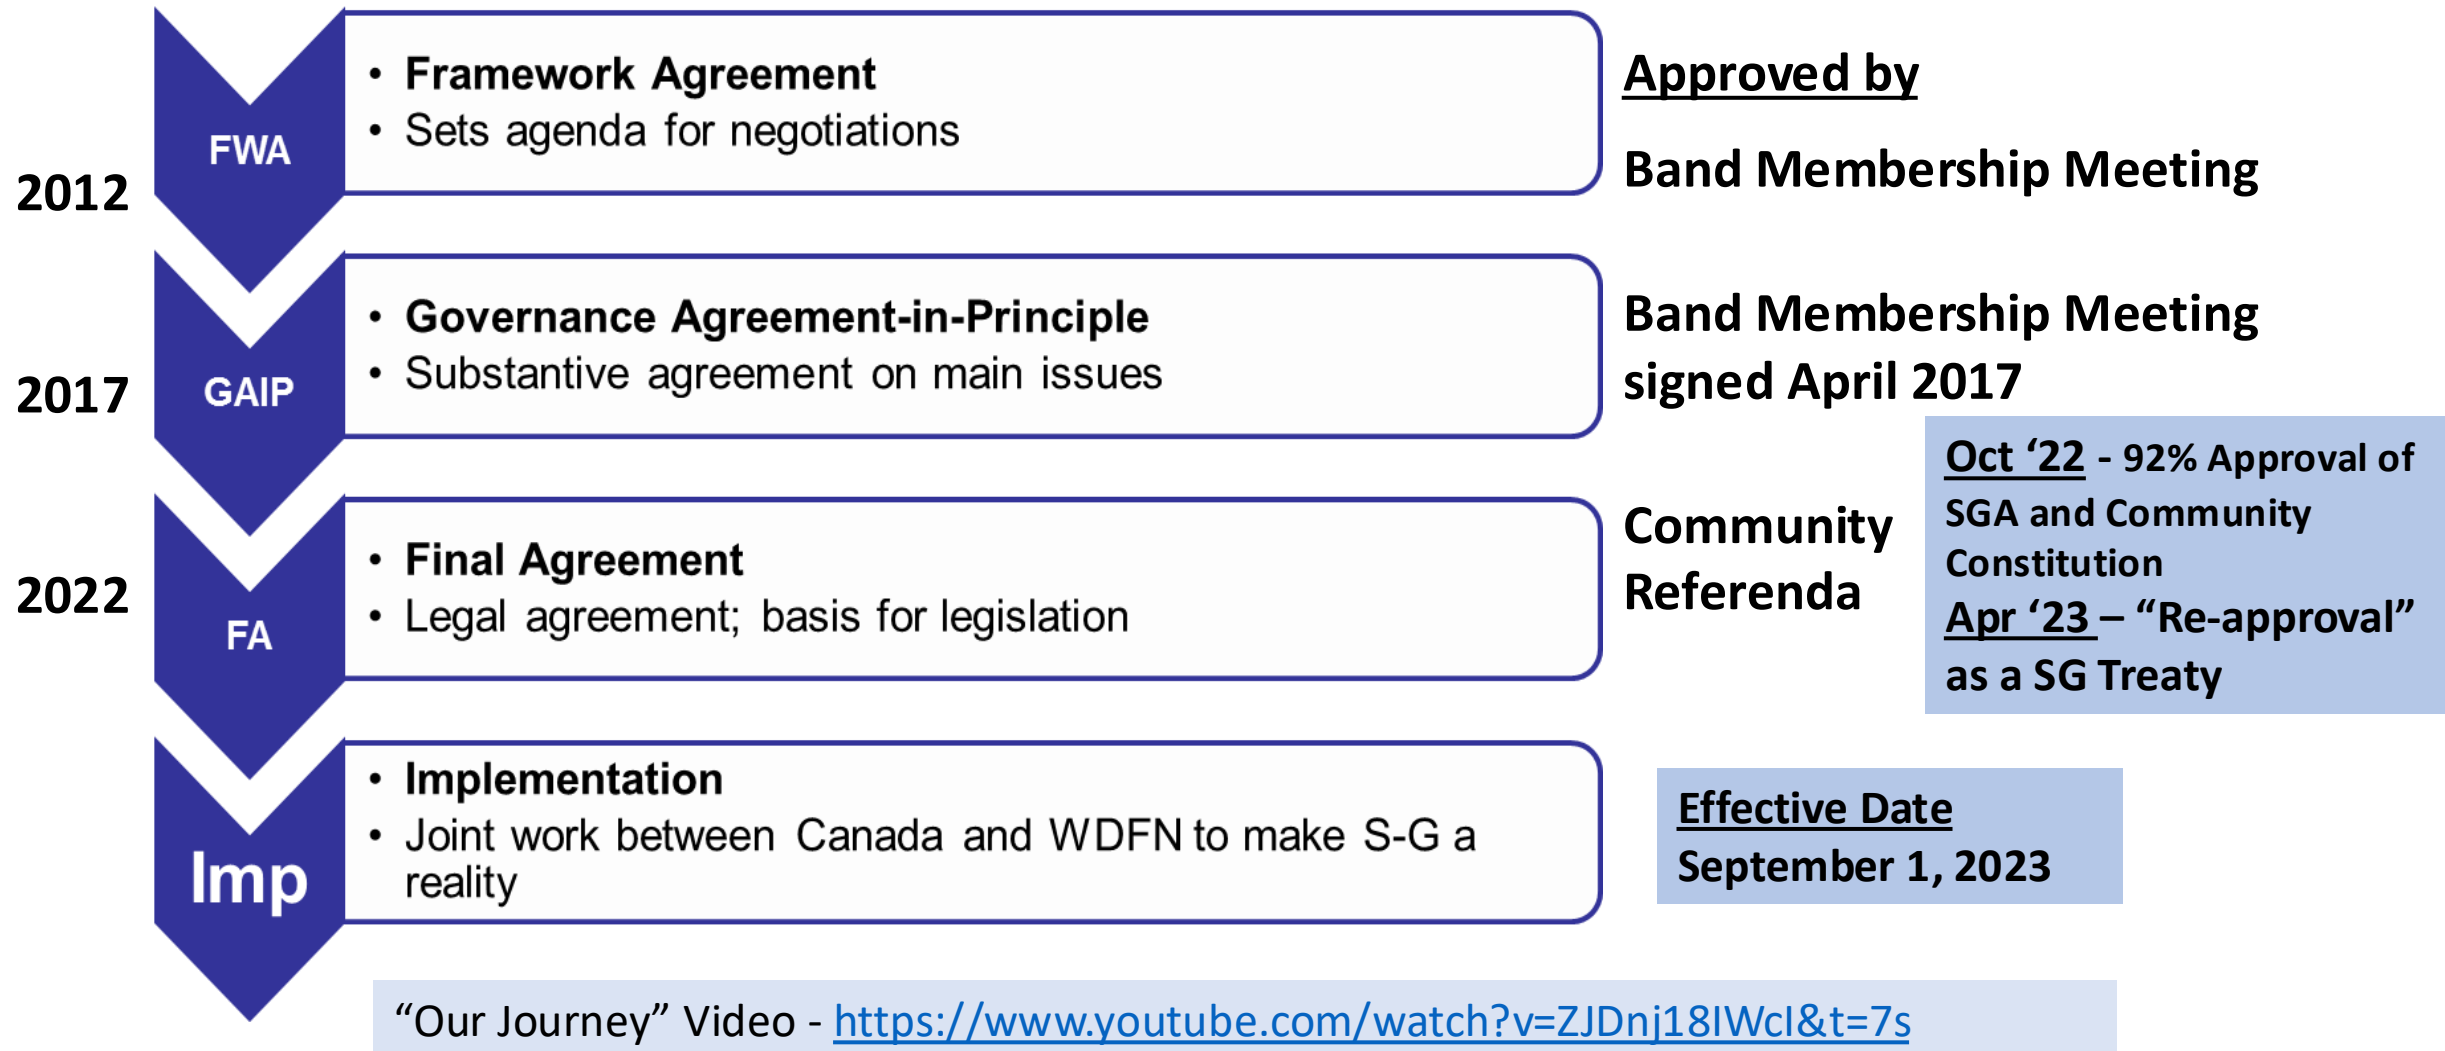 • Framework Agreement
• Sets agenda for negotiations
FWA
2012
Approved by
Band Membership Meeting
• Governance Agreement-in-Principle
• Substantive agreement on main issues
GAIP
2017
Band Membership Meeting
signed April 2017
• Final Agreement
• Legal agreement; basis for legislation
FA
2022
Community
Referenda
Oct ‘22 - 92% Approval of
SGA and Community
Constitution
Apr ‘23 – “Re-approval”
as a SG Treaty
• Implementation
• Joint work between Canada and WDFN to make S-G a
reality
Imp
Effective Date
September 1, 2023
“Our Journey” Video - https://www.youtube.com/watch?v=ZJDnj18IWcI&t=7s